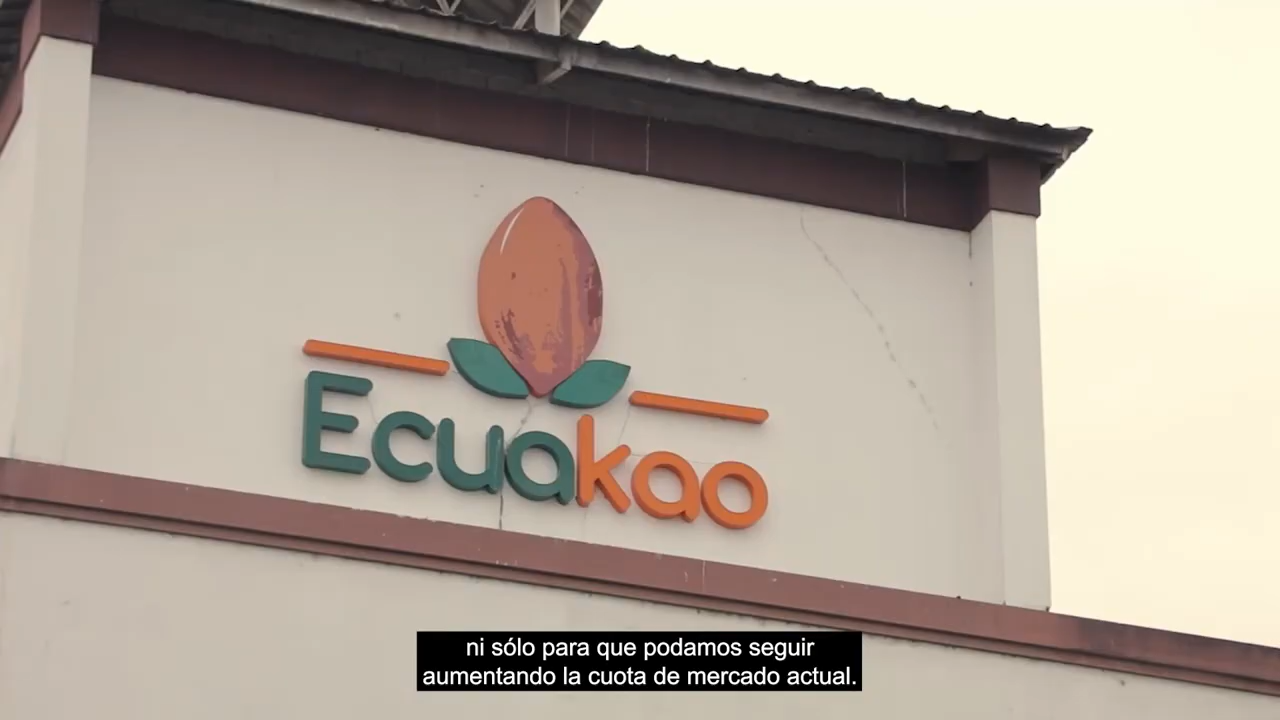 Ecuakao
ni sólo para que podamos seguir
aumentando la cuota de mercado actual.